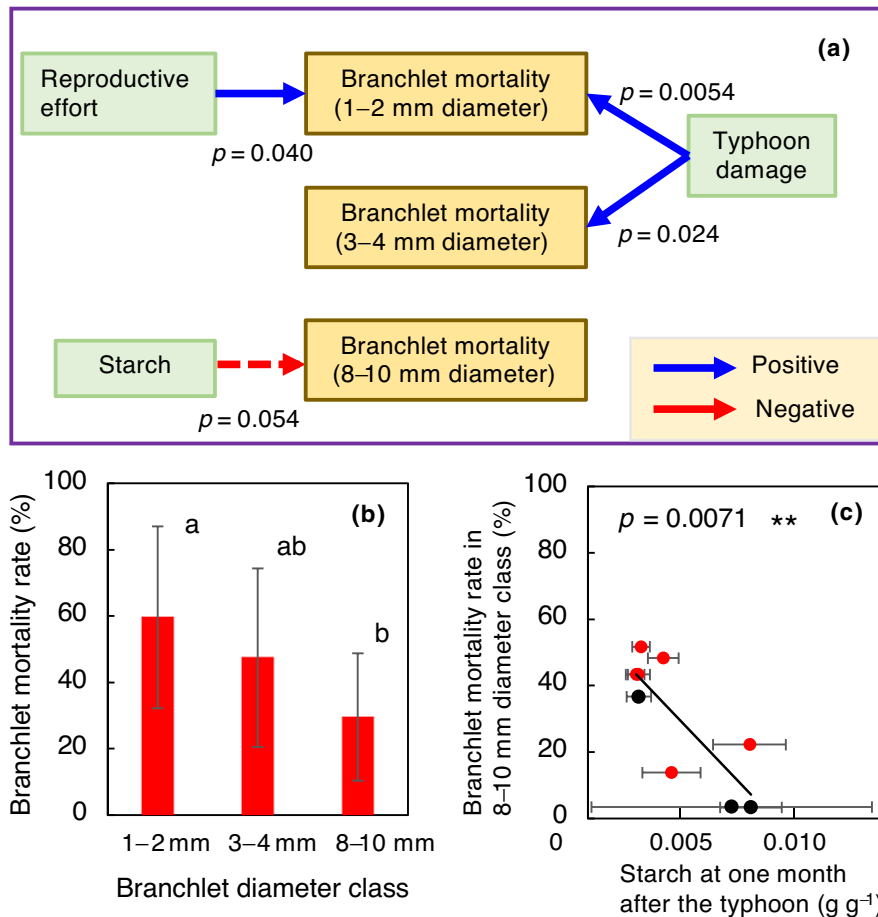 (a)
Reproductive
effort
p = 0.040
Branchlet mortality
(1–2 mm diameter)
p = 0.0054
Typhoon
damage
Branchlet mortality
(3–4 mm diameter)
p = 0.024
Starch
p = 0.054
Branchlet mortality
(8–10 mm diameter)
Positive
Negative
(b)
Branchlet mortality rate (%)
100
80
60
40
20
0
a
ab
b
1–2 mm
3–4 mm
8–10 mm
Branchlet diameter class
(c)
p = 0.0071 **
Branchlet mortality rate in
8–10 mm diameter class (%)
100
80
60
40
20
0
0
0.005
0.010
Starch at one month
after the typhoon (g g⁻¹)